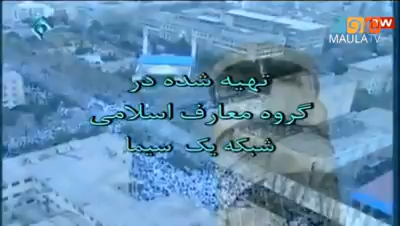 MAULA TV
تهیه شده در
گروه معارف اسلامی
شبکه یک سیما